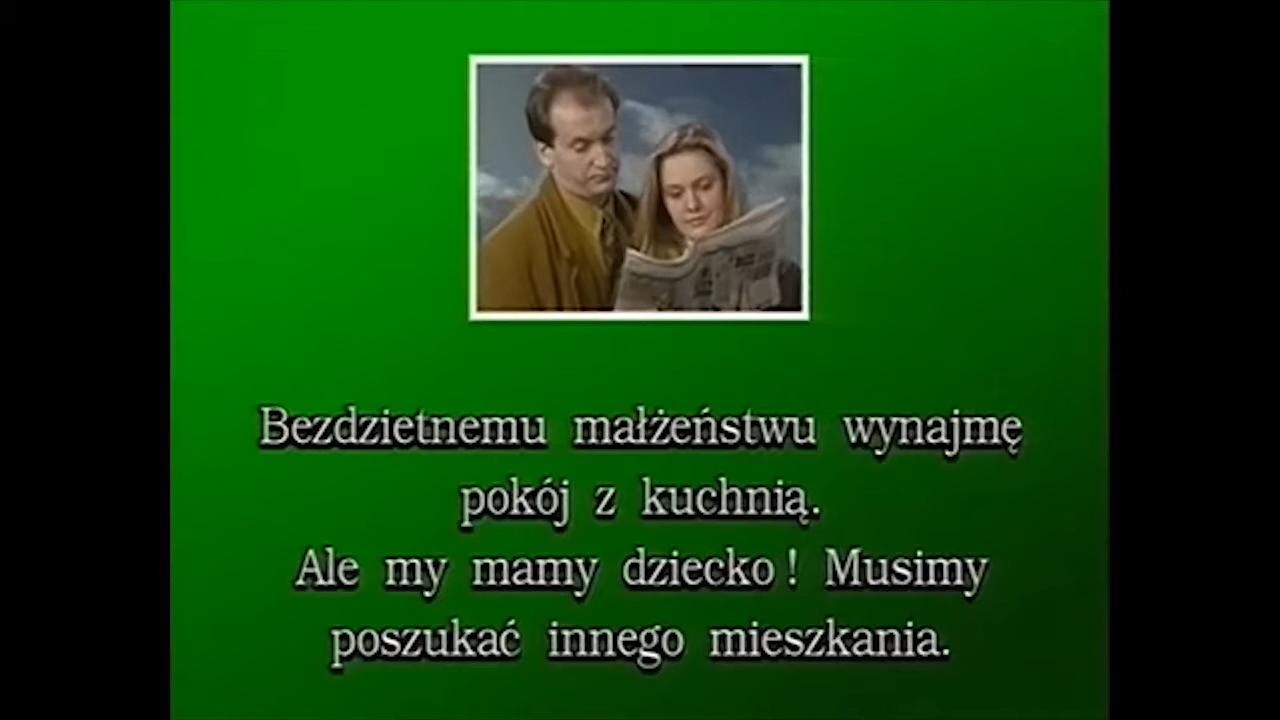 Bezdzietnemu małżeństwu wynajmę
pokój z kuchnią.
Ale my mamy dziecko! Musimy
poszukać innego mieszkania.